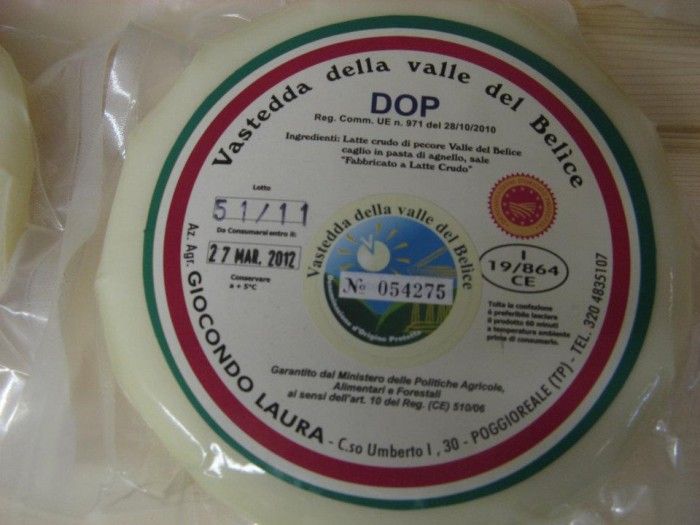 Vastedda della valle del Belice
DOP
Reg. Comm. UE n. 971 del 28/10/2010
Ingredienti: Latte crudo di pecore Valle del Belice
caglio in pasta di agnello, sale
"Fabbricato a Latte Crudo"
Lotto
51/11
Da Consumarsi entro il:
27 MAR. 2012
Conservare
a + 5°C
Vastedda della valle del Belice
No 054275
Denominazione d'Origine Protetta
I
19/864
CE
Tolta la confezione
è preferibile lasciare
il prodotto 60 minuti
a temperatura ambiente
prima di consumarlo.
Garantito dal Ministero delle Politiche Agricole,
Alimentari e Forestali
ai sensi dell'art. 10 del Reg. (CE) 510/06
Az. Agr. GIOCONDO LAURA - C.so Umberto I , 30 - POGGIOREALE (TP) - TEL. 320 4835107